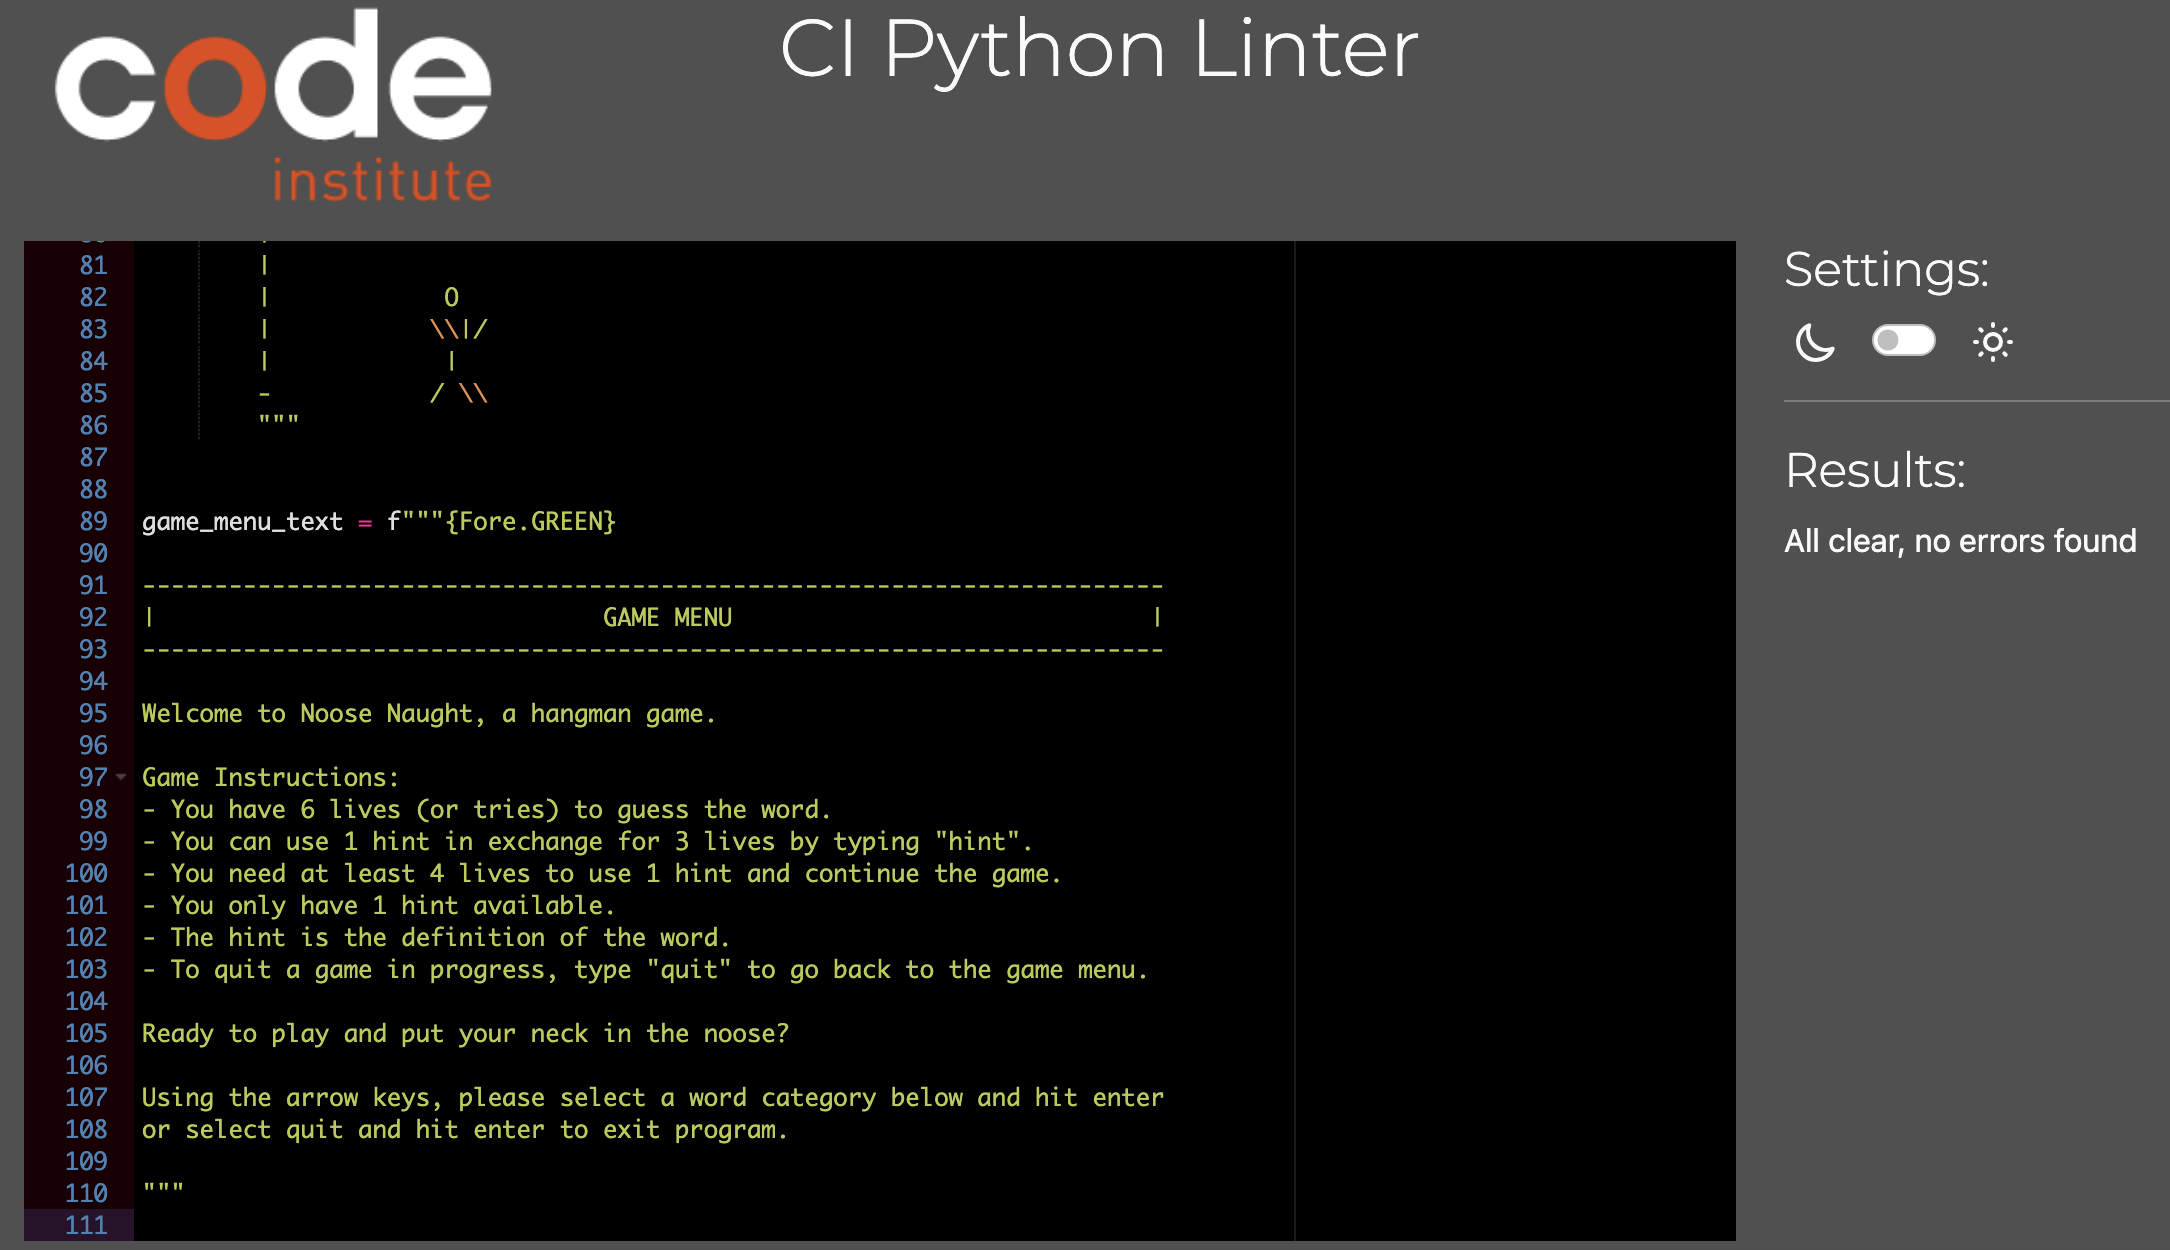 code
institute
CI Python Linter
81 |
82 | O
83 | \\|/
84 | |
85 - / \\
86 """
87
88
89 game_menu_text = f"""{Fore.GREEN}
90
91 -----------------------------------------------------------------------
92 | GAME MENU |
93 -----------------------------------------------------------------------
94
95 Welcome to Noose Naught, a hangman game.
96
97 Game Instructions:
98 - You have 6 lives (or tries) to guess the word.
99 - You can use 1 hint in exchange for 3 lives by typing "hint".
100 - You need at least 4 lives to use 1 hint and continue the game.
101 - You only have 1 hint available.
102 - The hint is the definition of the word.
103 - To quit a game in progress, type "quit" to go back to the game menu.
104
105 Ready to play and put your neck in the noose?
106
107 Using the arrow keys, please select a word category below and hit enter
108 or select quit and hit enter to exit program.
109
110 """
111
Settings:
Results:
All clear, no errors found